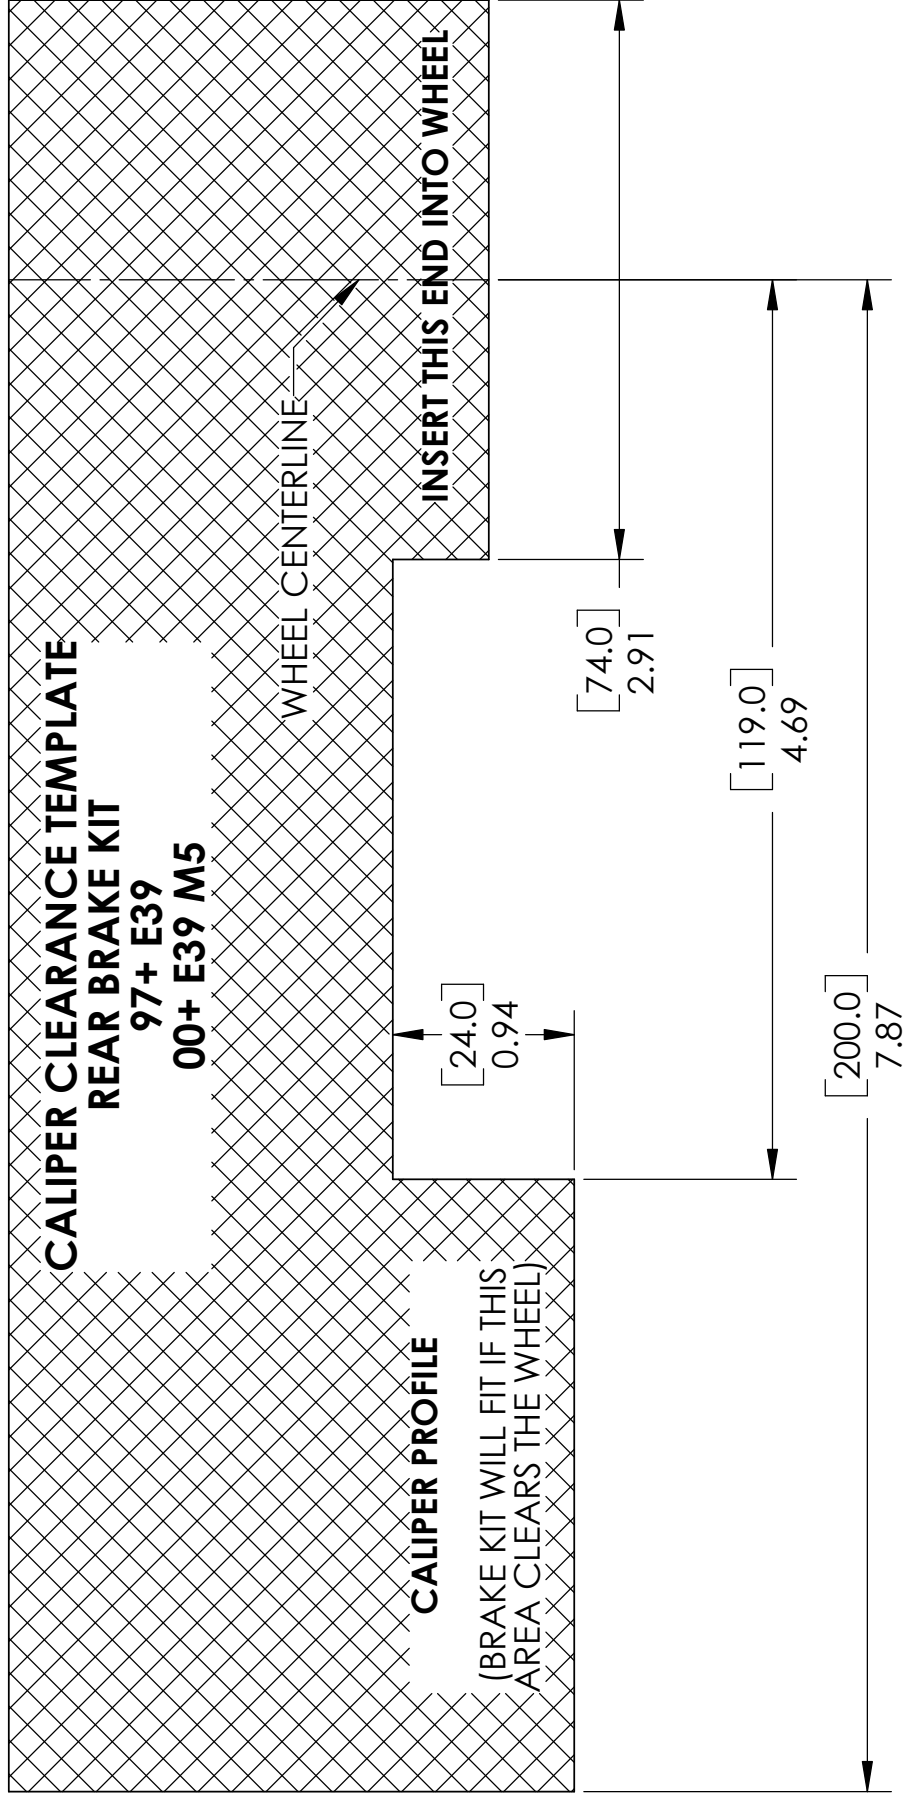 CALIPER CLEARANCE TEMPLATE
REAR BRAKE KIT
97+ E39
00+ E39 M5
WHEEL CENTERLINE
CALIPER PROFILE
(BRAKE KIT WILL FIT IF THIS
AREA CLEARS THE WHEEL)
INSERT THIS END INTO WHEEL
[24.0]
0.94
[74.0]
2.91
[119.0]
4.69
[200.0]
7.87